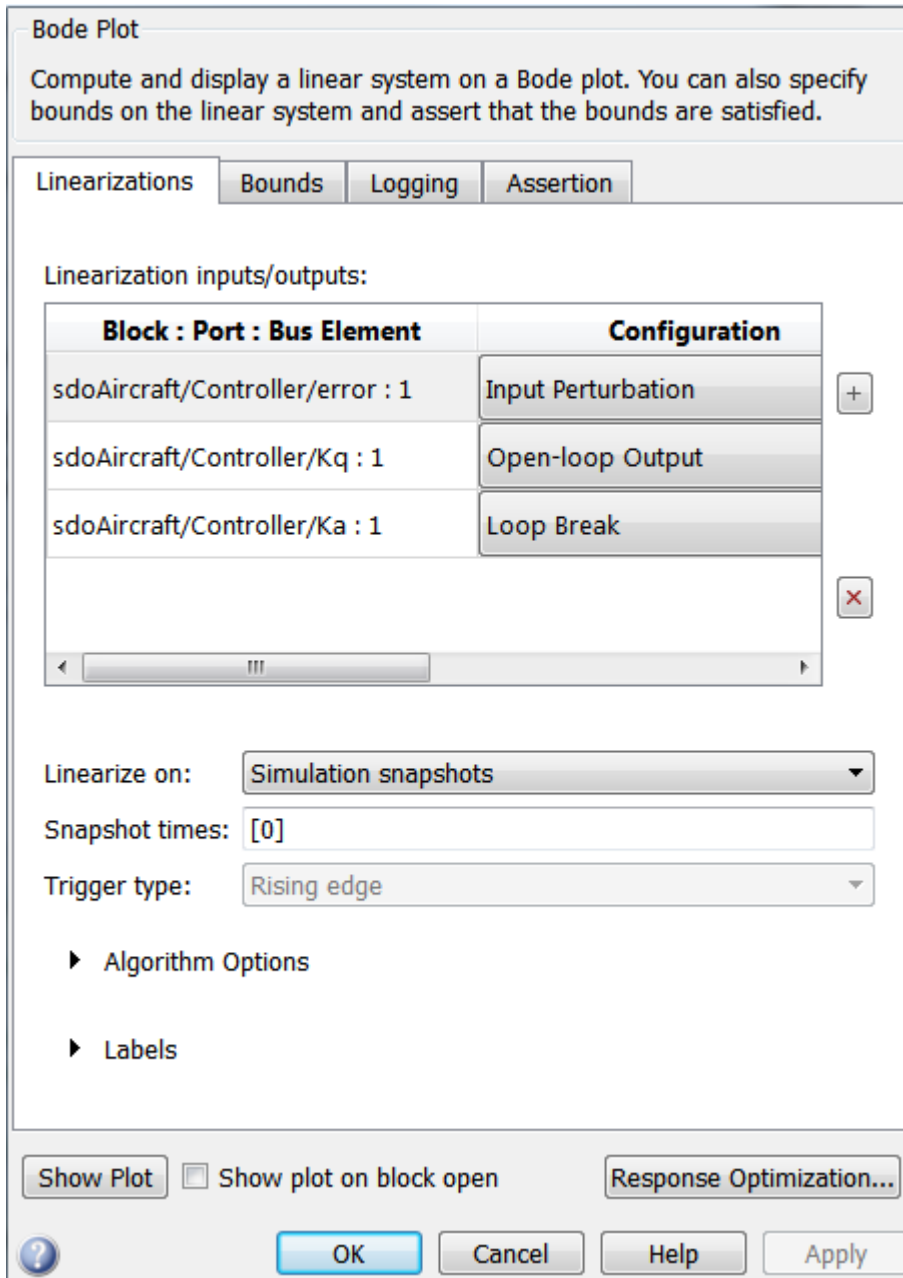 Bode Plot
Compute and display a linear system on a Bode plot. You can also specify
bounds on the linear system and assert that the bounds are satisfied.
Linearizations Bounds Logging Assertion
Linearization inputs/outputs:
Block : Port : Bus Element Configuration
sdoAircraft/Controller/error : 1 Input Perturbation
+
sdoAircraft/Controller/Kq : 1 Open-loop Output
sdoAircraft/Controller/Ka : 1 Loop Break
Linearize on: Simulation snapshots
Snapshot times: [0]
Trigger type: Rising edge
Algorithm Options
Labels
Show Plot Show plot on block open Response Optimization...
? OK Cancel Help Apply